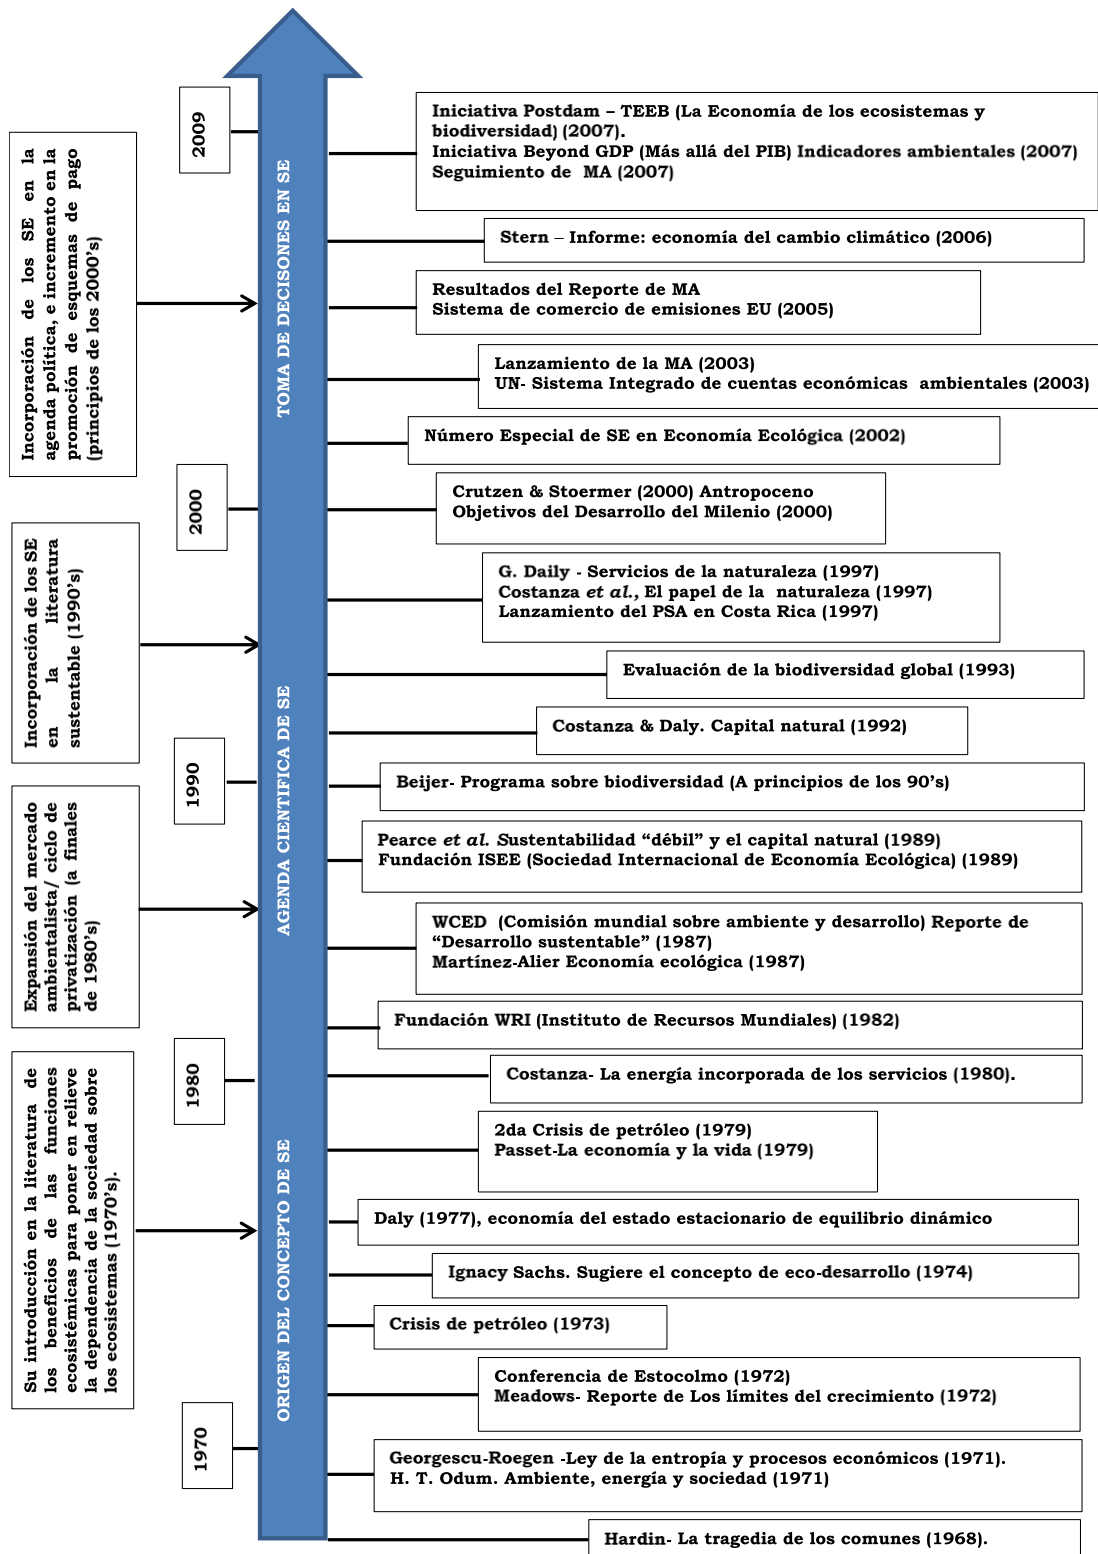 2009
Iniciativa Postdam – TEEB (La Economía de los ecosistemas y
biodiversidad) (2007).
Iniciativa Beyond GDP (Más allá del PIB) Indicadores ambientales (2007)
Seguimiento de MA (2007)
Stern – Informe: economía del cambio climático (2006)
Resultados del Reporte de MA
Sistema de comercio de emisiones EU (2005)
Lanzamiento de la MA (2003)
UN- Sistema Integrado de cuentas económicas ambientales (2003)
Número Especial de SE en Economía Ecológica (2002)
Incorporación de los SE en la
agenda política, e incremento en la
promoción de esquemas de pago
(principios de los 2000's)
TOMA DE DECISONES EN SE
2000
Crutzen & Stoermer (2000) Antropoceno
Objetivos del Desarrollo del Milenio (2000)
G. Daily - Servicios de la naturaleza (1997)
Costanza et al., El papel de la naturaleza (1997)
Lanzamiento del PSA en Costa Rica (1997)
Evaluación de la biodiversidad global (1993)
Costanza & Daly. Capital natural (1992)
Incorporación de los SE
en la literatura
sustentable (1990's)
AGENDA CIENTIFICA DE SE
1990
Beijer- Programa sobre biodiversidad (A principios de los 90's)
Pearce et al. Sustentabilidad “débil” y el capital natural (1989)
Fundación ISEE (Sociedad Internacional de Economía Ecológica) (1989)
WCED (Comisión mundial sobre ambiente y desarrollo) Reporte de
“Desarrollo sustentable” (1987)
Martínez-Alier Economía ecológica (1987)
Fundación WRI (Instituto de Recursos Mundiales) (1982)
Expansión del mercado
ambientalista/ ciclo de
privatización (a finales
de 1980's)
1980
Costanza- La energía incorporada de los servicios (1980).
2da Crisis de petróleo (1979)
Passet-La economía y la vida (1979)
Daly (1977), economía del estado estacionario de equilibrio dinámico
Ignacy Sachs. Sugiere el concepto de eco-desarrollo (1974)
Crisis de petróleo (1973)
Conferencia de Estocolmo (1972)
Meadows- Reporte de Los límites del crecimiento (1972)
Su introducción en la literatura de
los beneficios de las funciones
ecosistémicas para poner en relieve
la dependencia de la sociedad sobre
los ecosistemas (1970's).
ORIGEN DEL CONCEPTO DE SE
1970
Georgescu-Roegen -Ley de la entropía y procesos económicos (1971).
H. T. Odum. Ambiente, energía y sociedad (1971)
Hardin- La tragedia de los comunes (1968).